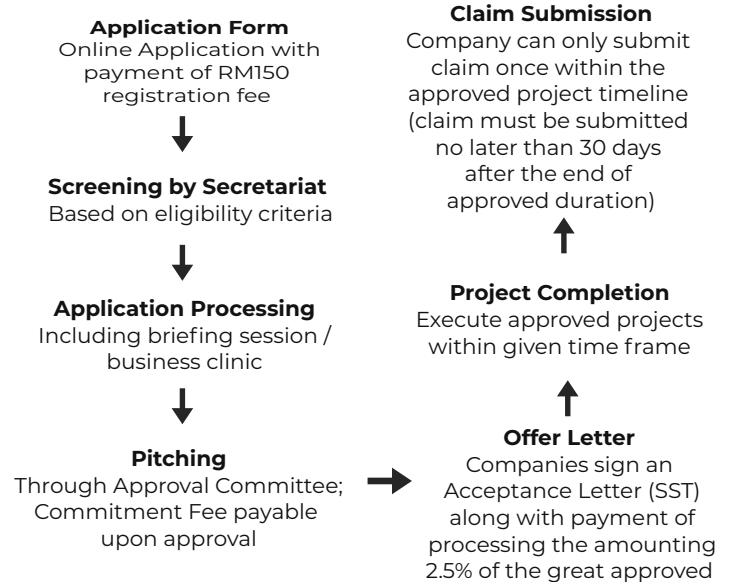 Application Form
Online Application with
payment of RM150
registration fee
Screening by Secretariat
Based on eligibility criteria
Application Processing
Including briefing session /
business clinic
Pitching
Through Approval Committee;
Commitment Fee payable
upon approval
Offer Letter
Companies sign an
Acceptance Letter (SST)
along with payment of
processing the amounting
2.5% of the great approved
Project Completion
Execute approved projects
within given time frame
Claim Submission
Company can only submit
claim once within the
approved project timeline
(claim must be submitted
no later than 30 days
after the end of
approved duration)